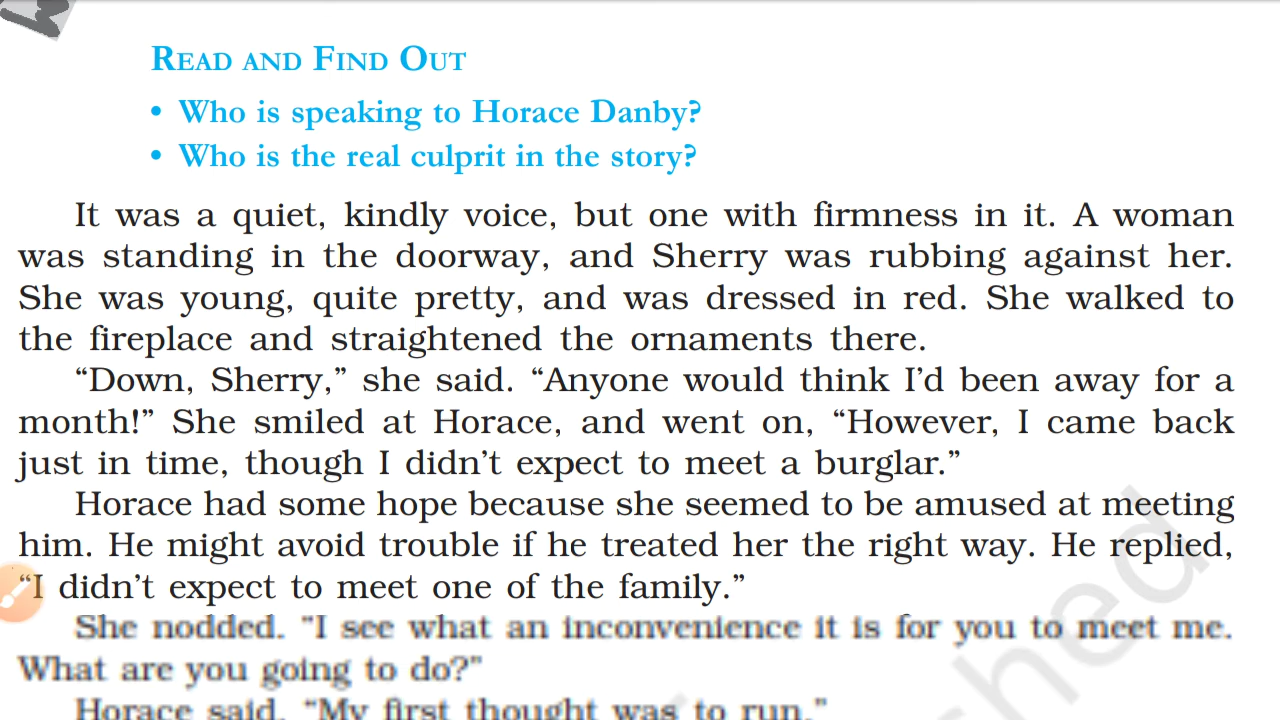 READ AND FIND OUT
• Who is speaking to Horace Danby?
• Who is the real culprit in the story?
It was a quiet, kindly voice, but one with firmness in it. A woman
was standing in the doorway, and Sherry was rubbing against her.
She was young, quite pretty, and was dressed in red. She walked to
the fireplace and straightened the ornaments there.
“Down, Sherry,” she said. “Anyone would think I’d been away for a
month!” She smiled at Horace, and went on, “However, I came back
just in time, though I didn’t expect to meet a burglar.”
Horace had some hope because she seemed to be amused at meeting
him. He might avoid trouble if he treated her the right way. He replied,
“I didn’t expect to meet one of the family.”
She nodded. “I see what an inconvenience it is for you to meet me.
What are you going to do?”
Horace said, “My first thought was to run.”